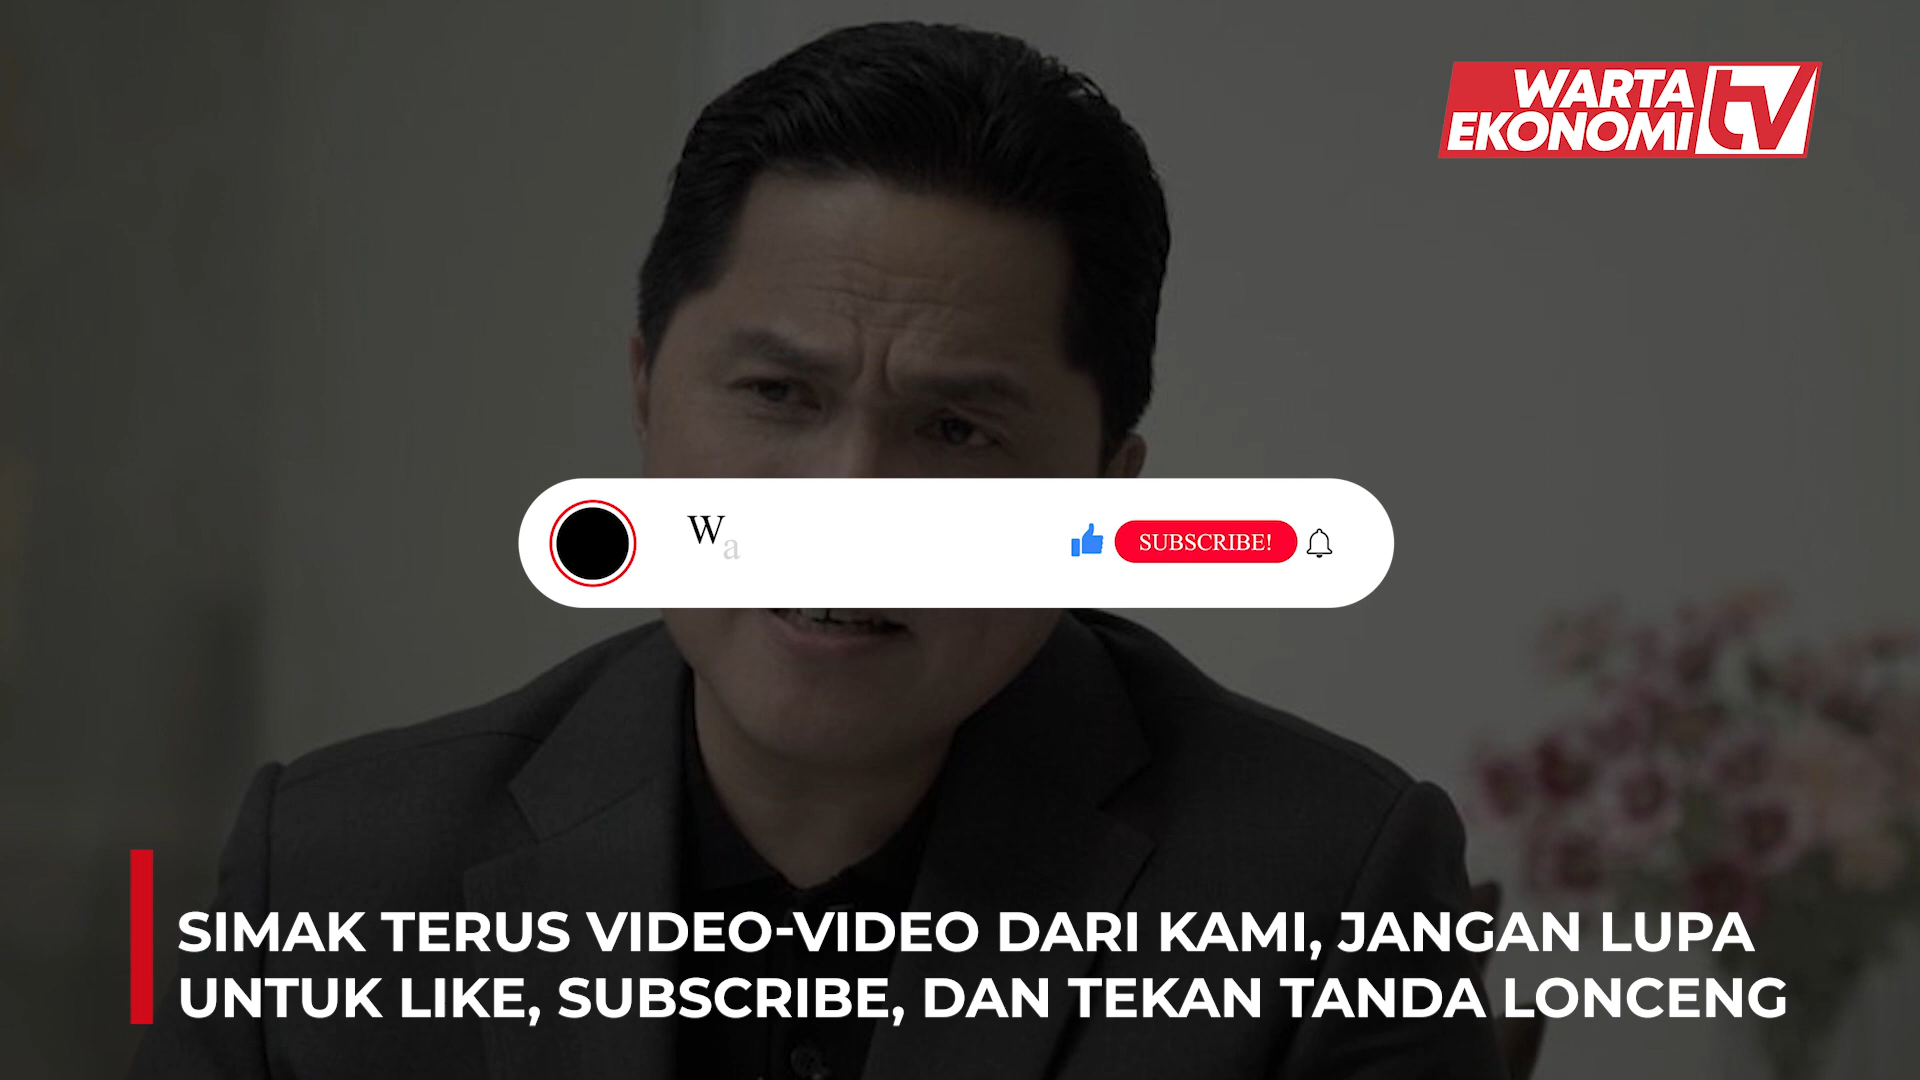 WARTA
EKONOMI tv
Wa
SUBSCRIBE!
SIMAK TERUS VIDEO-VIDEO DARI KAMI, JANGAN LUPA
UNTUK LIKE, SUBSCRIBE, DAN TEKAN TANDA LONCENG